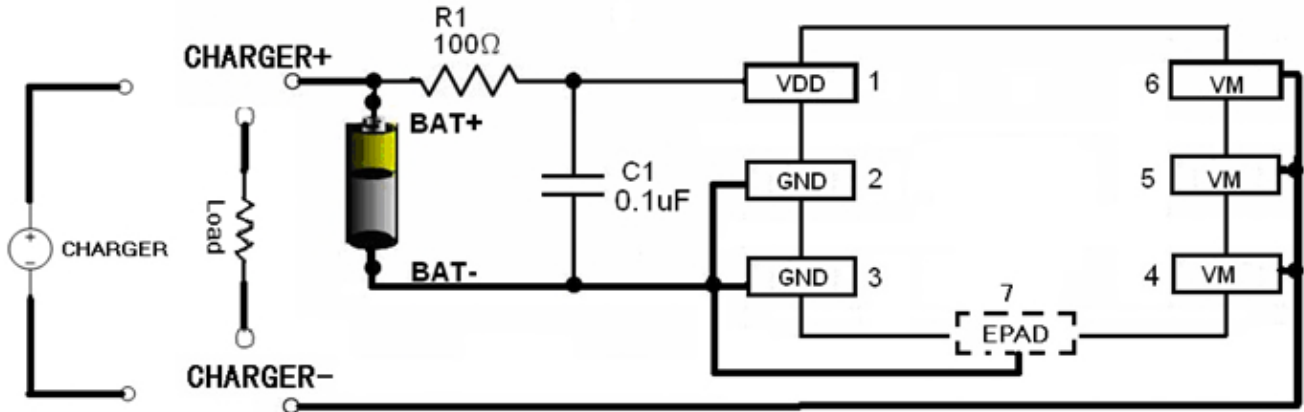 R1
100Ω
CHARGER+
VDD
1
6
VM
BAT+
C1
0.1uF
GND
2
5
VM
Load
+
−
CHARGER
BAT-
GND
3
4
VM
7
EPAD
CHARGER-